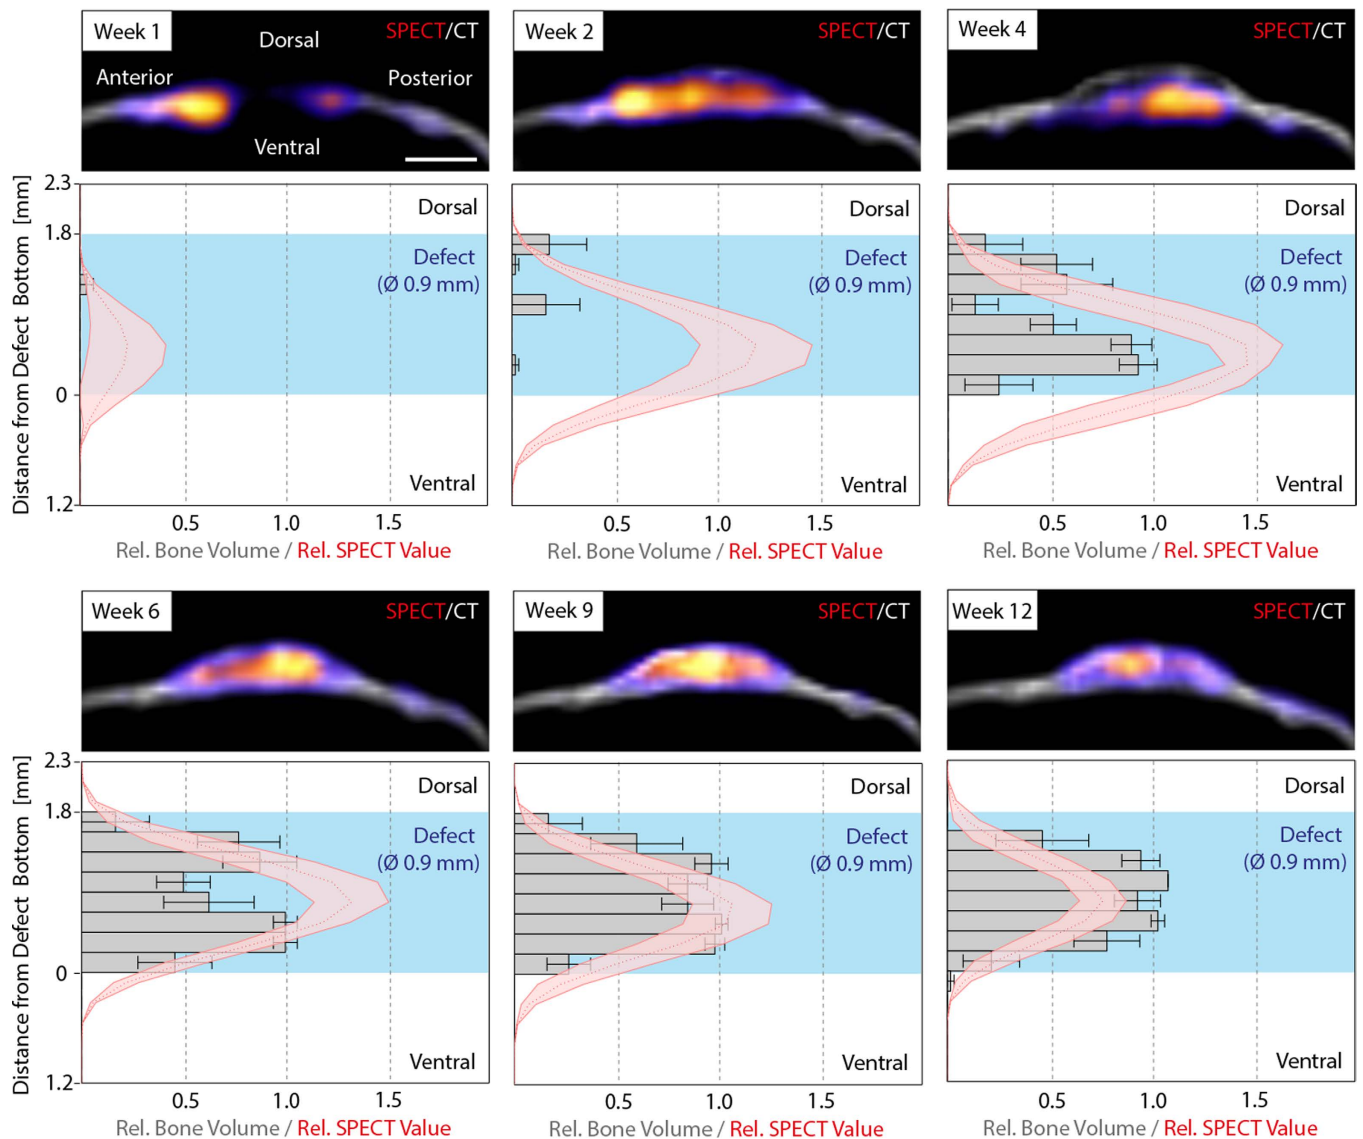 Week 1
SPECT/CT
Dorsal
Anterior
Posterior
Ventral
Week 2
SPECT/CT
Week 4
SPECT/CT
Distance from Defect Bottom [mm]
2.3
1.8
0
1.2
Dorsal
Defect
(Ø 0.9 mm)
Ventral
0.5 1.0 1.5
Rel. Bone Volume / Rel. SPECT Value
Dorsal
Defect
(Ø 0.9 mm)
Ventral
0.5 1.0 1.5
Rel. Bone Volume / Rel. SPECT Value
Dorsal
Defect
(Ø 0.9 mm)
Ventral
0.5 1.0 1.5
Rel. Bone Volume / Rel. SPECT Value
Week 6
SPECT/CT
Week 9
SPECT/CT
Week 12
SPECT/CT
Distance from Defect Bottom [mm]
2.3
1.8
0
1.2
Dorsal
Defect
(Ø 0.9 mm)
Ventral
0.5 1.0 1.5
Rel. Bone Volume / Rel. SPECT Value
Dorsal
Defect
(Ø 0.9 mm)
Ventral
0.5 1.0 1.5
Rel. Bone Volume / Rel. SPECT Value
Dorsal
Defect
(Ø 0.9 mm)
Ventral
0.5 1.0 1.5
Rel. Bone Volume / Rel. SPECT Value